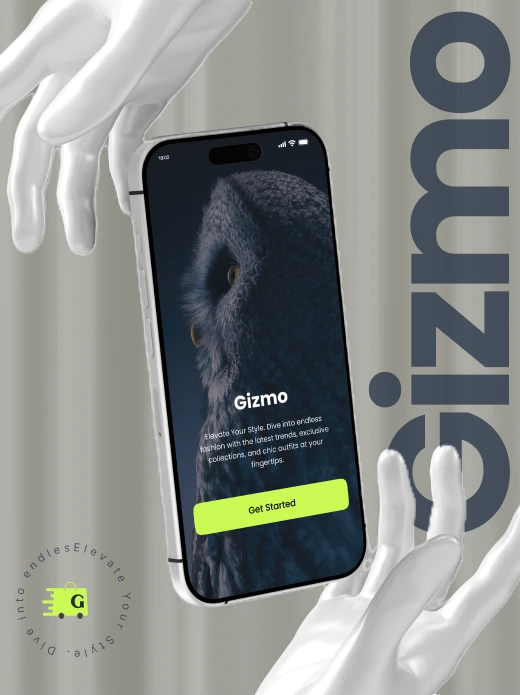 Gizmo
19:02
Gizmo
Elevate Your Style. Dive into endless
fashion with the latest trends, exclusive
collections, and chic outfits at your
fingertips.
Get Started
Elevate Your Style. Dive into endles
G